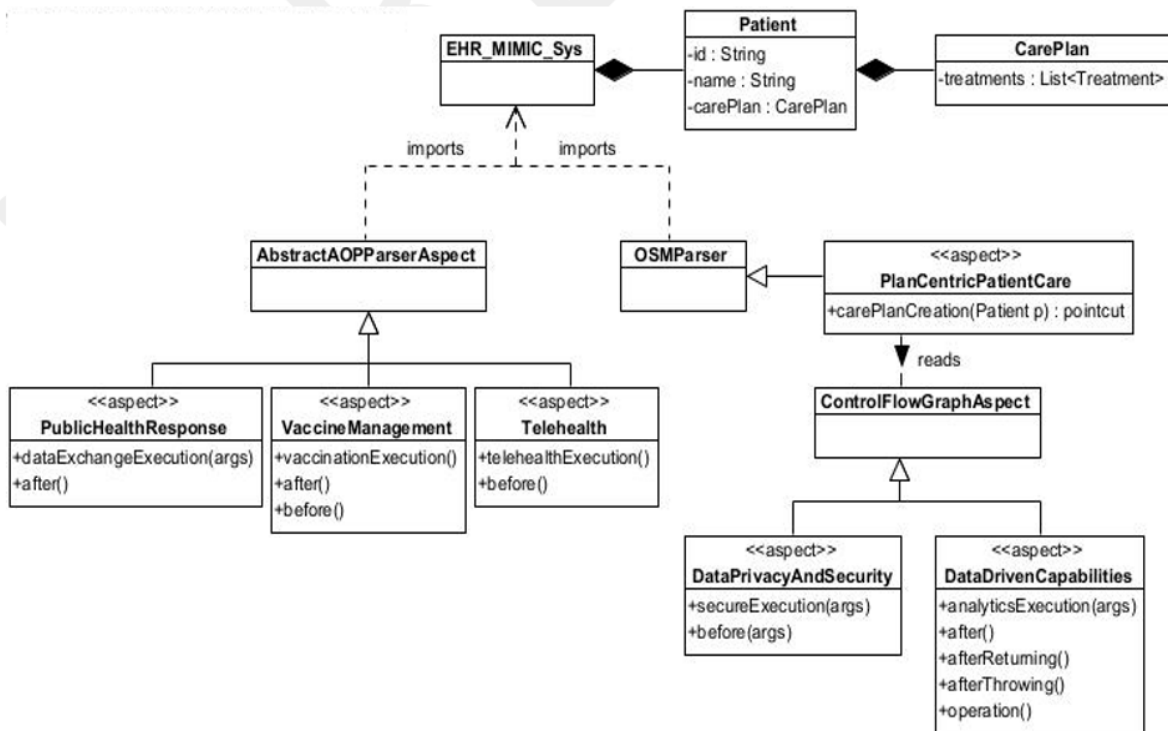 EHR_MIMIC_Sys
Patient
-id : String
-name : String
-carePlan : CarePlan
CarePlan
-treatments : List<Treatment>
imports
imports
AbstractAOPParserAspect
OSMParser
<<aspect>>
PlanCentricPatientCare
+carePlanCreation(Patient p) : pointcut
reads
<<aspect>>
PublicHealthResponse
+dataExchangeExecution(args)
+after()
<<aspect>>
VaccineManagement
+vaccinationExecution()
+after()
+before()
<<aspect>>
Telehealth
+telehealthExecution()
+before()
ControlFlowGraphAspect
<<aspect>>
DataPrivacyAndSecurity
+secureExecution(args)
+before(args)
<<aspect>>
DataDrivenCapabilities
+analyticsExecution(args)
+after()
+afterReturning()
+afterThrowing()
+operation()